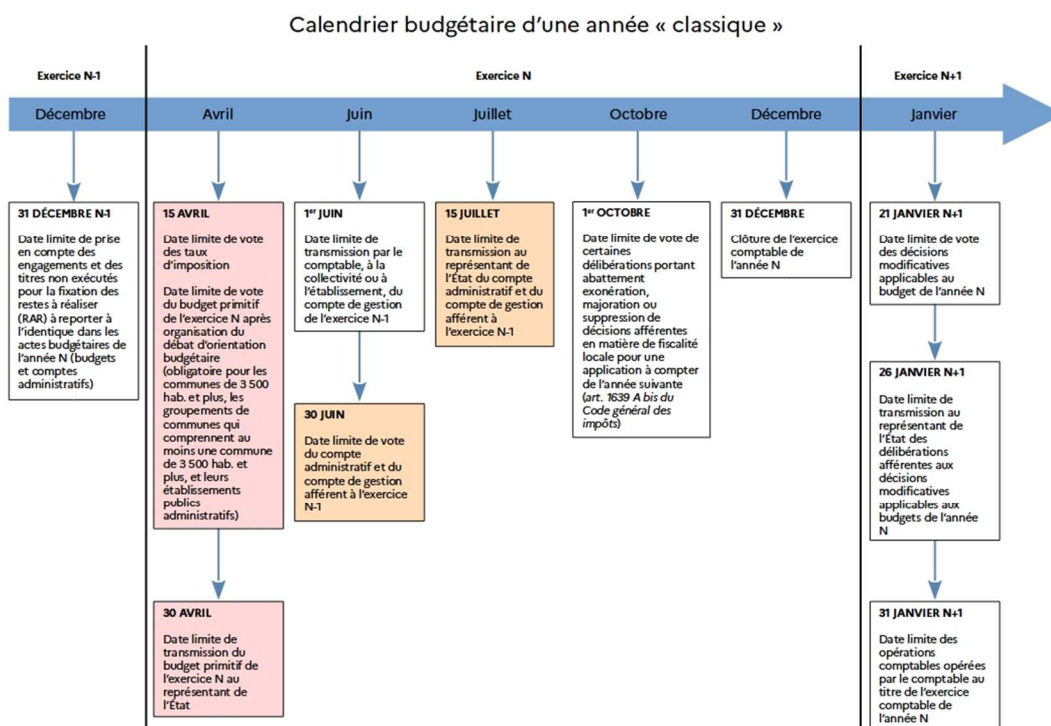 Calendrier budgétaire d’une année « classique »
Exercice N-1
Exercice N
Exercice N+1
Décembre
Avril
Juin
Juillet
Octobre
Décembre
Janvier
31 DÉCEMBRE N-1
Date limite de prise
en compte des
engagements et des
titres non exécutés
pour la fixation des
restes à réaliser
(RAR) à reporter à
l’identique dans les
actes budgétaires de
l’année N (budgets
et comptes
administratifs)
15 AVRIL
Date limite de vote
des taux
d’imposition
Date limite de vote
du budget primitif
de l’exercice N après
organisation du
débat d’orientation
budgétaire
(obligatoire pour les
communes de 3 500
hab. et plus, les
groupements de
communes qui
comprennent au
moins une commune
de 3 500 hab. et
plus, et leurs
établissements
publics
administratifs)
30 AVRIL
Date limite de
transmission du
budget primitif de
l’exercice N au
représentant de
l’État
1er JUIN
Date limite de
transmission par le
comptable, à la
collectivité ou à
l’établissement, du
compte de gestion
de l’exercice N-1
30 JUIN
Date limite de vote
du compte
administratif et du
compte de gestion
afférent à l’exercice
N-1
15 JUILLET
Date limite de
transmission au
représentant de
l’État du compte
administratif et du
compte de gestion
afférent à
l’exercice N-1
1er OCTOBRE
Date limite de vote de
certaines
délibérations portant
abattement
exonération,
majoration ou
suppression de
décisions afférentes
en matière de fiscalité
locale pour une
application à compter
de l’année suivante
(art. 1639 A bis du
Code général des
impôts)
31 DÉCEMBRE
Clôture de l’exercice
comptable de
l’année N
21 JANVIER N+1
Date limite de vote
des décisions
modificatives
applicables au
budget de l’année N
26 JANVIER N+1
Date limite de
transmission au
représentant de
l’État des
délibérations
afférentes aux
décisions
modificatives
applicables aux
budgets de l’année
N
31 JANVIER N+1
Date limite des
opérations
comptables opérées
par le comptable au
titre de l’exercice
comptable de
l’année N